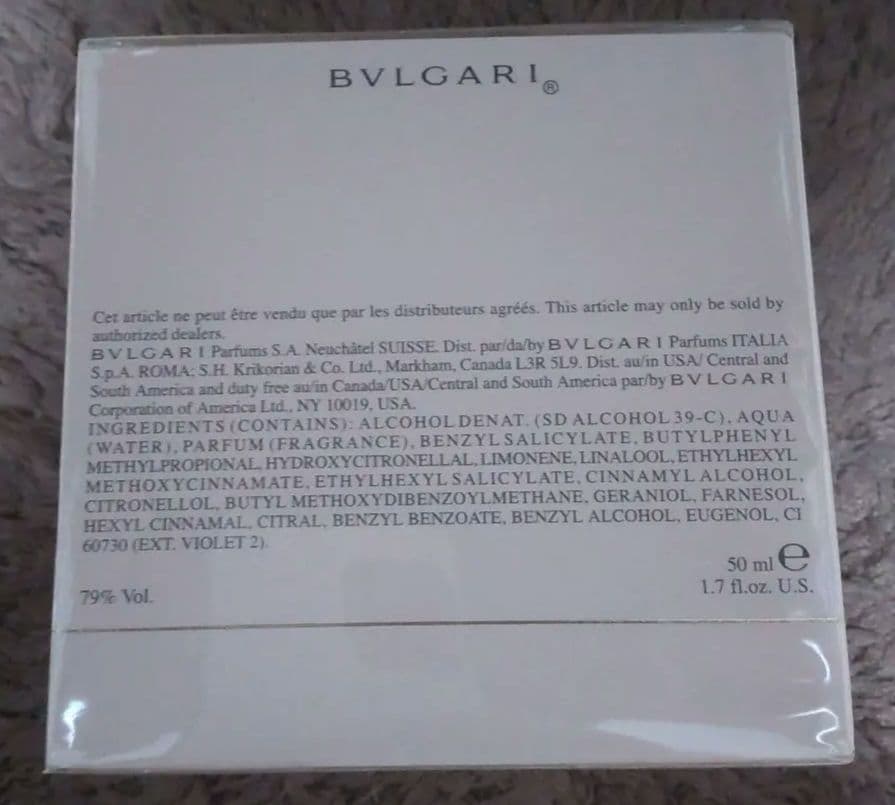 BVLGARI®
Cet article ne peut être vendu que par les distributeurs agréés. This article may only be sold by
authorized dealers.
BVLGARI Parfums S.A. Neuchâtel SUISSE. Dist. par/da/by BVLGARI Parfums ITALIA
S.p.A. ROMA: S.H. Krikorian & Co. Ltd., Markham, Canada L3R 5L9. Dist. au/in USA/ Central and
South America and duty free au/in Canada/USA/Central and South America par/by BVLGARI
Corporation of America Ltd., NY 10019, USA.
INGREDIENTS (CONTAINS): ALCOHOL DENAT. (SD ALCOHOL 39-C), AQUA
(WATER), PARFUM (FRAGRANCE), BENZYL SALICYLATE, BUTYLPHENYL
METHYLPROPIONAL, HYDROXYCITRONELLAL, LIMONENE, LINALOOL, ETHYLHEXYL
METHOXYCINNAMATE, ETHYLHEXYL SALICYLATE, CINNAMYL ALCOHOL,
CITRONELLOL, BUTYL METHOXYDIBENZOYLMETHANE, GERANIOL, FARNESOL,
HEXYL CINNAMAL, CITRAL, BENZYL BENZOATE, BENZYL ALCOHOL, EUGENOL, CI
60730 (EXT. VIOLET 2).
50 ml e
79% Vol.
1.7 fl.oz. U.S.